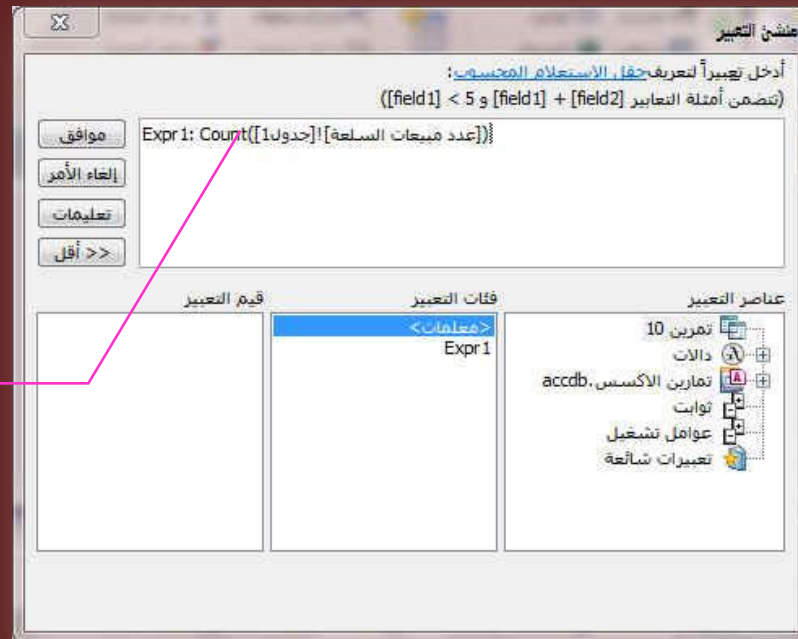 منشئ التعبير
أدخل تعبيراً لتعريف حقل الاستعلام المحسوب:
(تتضمن أمثلة التعابير [field1] + [field2] و [field1] < 5)
Expr1: Count([جدول1]![عدد مبيعات السلعة])
موافق
إلغاء الأمر
تعليمات
<< أقل
عناصر التعبير
تمرين 10
دالات
تمارين الاكسس.accdb
ثوابت
عوامل تشغيل
تعبيرات شائعة
فئات التعبير
<معلمات>
Expr1
قيم التعبير